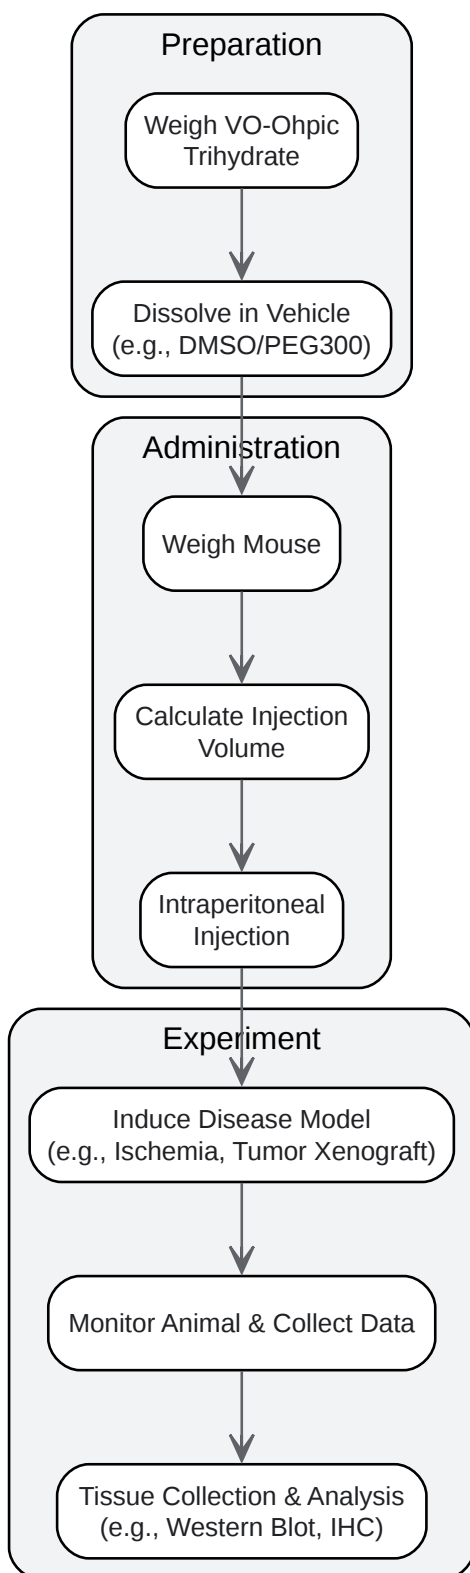 Preparation
Weigh VO-Ohpic
Trihydrate
Dissolve in Vehicle
(e.g., DMSO/PEG300)
Administration
Weigh Mouse
Calculate Injection
Volume
Intraperitoneal
Injection
Experiment
Induce Disease Model
(e.g., Ischemia, Tumor Xenograft)
Monitor Animal & Collect Data
Tissue Collection & Analysis
(e.g., Western Blot, IHC)